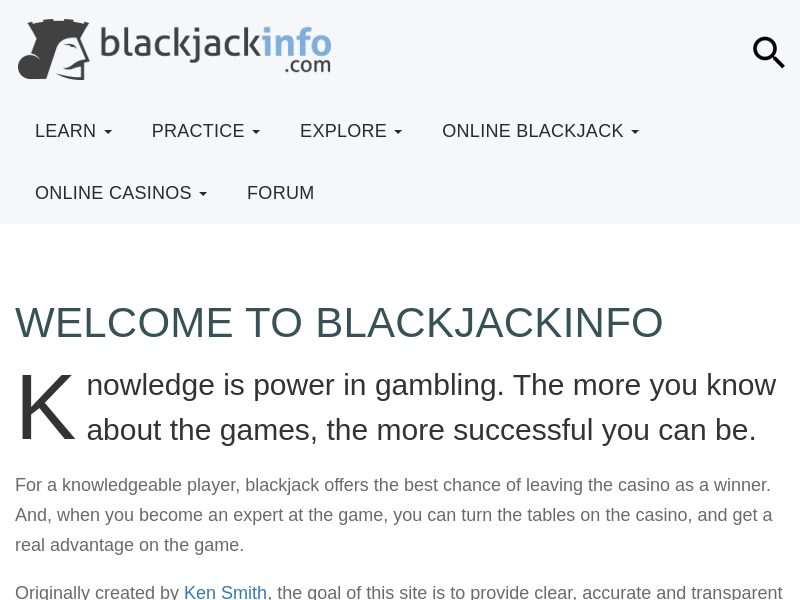 blackjackinfo
.com
LEARN PRACTICE EXPLORE ONLINE BLACKJACK
ONLINE CASINOS FORUM
WELCOME TO BLACKJACKINFO
Knowledge is power in gambling. The more you know
about the games, the more successful you can be.
For a knowledgeable player, blackjack offers the best chance of leaving the casino as a winner.
And, when you become an expert at the game, you can turn the tables on the casino, and get a
real advantage on the game.
Originally created by Ken Smith, the goal of this site is to provide clear, accurate and transparent